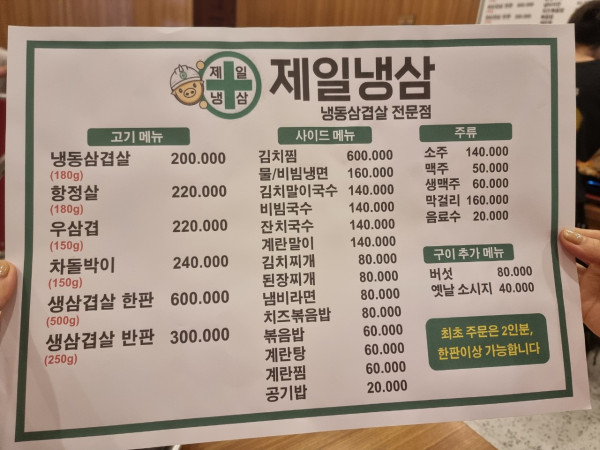 제일
냉삼
제일냉삼
냉동삼겹살 전문점
고기 메뉴
냉동삼겹살 200.000
(180g)
항정살 220.000
(180g)
우삼겹 220.000
(150g)
차돌박이 240.000
(150g)
생삼겹살 한판 600.000
(500g)
생삼겹살 반판 300.000
(250g)
사이드 메뉴
김치찜 600.000
물/비빔냉면 160.000
김치말이국수 140.000
비빔국수 140.000
잔치국수 140.000
계란말이 140.000
김치찌개 80.000
된장찌개 80.000
냄비라면 80.000
치즈볶음밥 80.000
볶음밥 60.000
계란탕 60.000
계란찜 60.000
공기밥 20.000
주류
소주 140.000
맥주 50.000
생맥주 60.000
막걸리 160.000
음료수 20.000
구이 추가 메뉴
버섯 80.000
옛날 소시지 40.000
최초 주문은 2인분,
한판이상 가능합니다